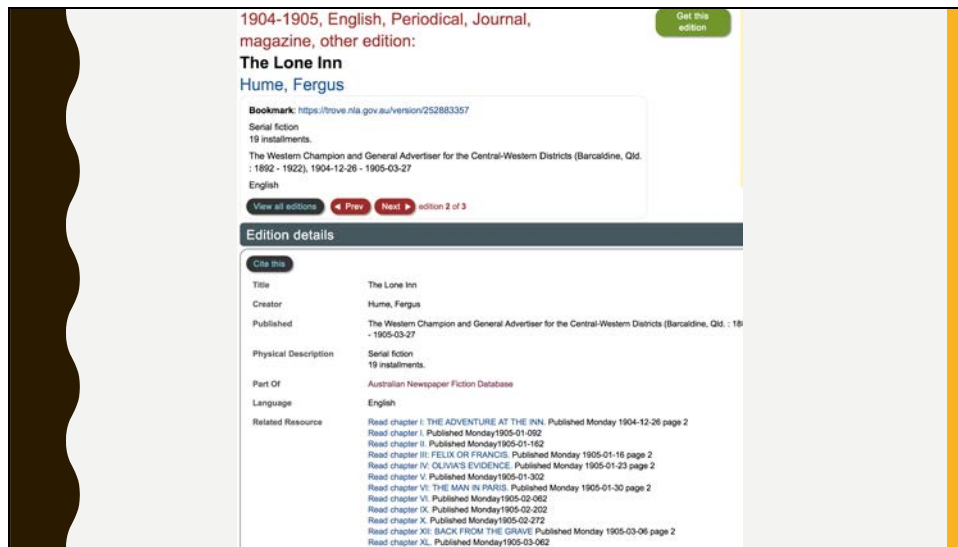 1904-1905, English, Periodical, Journal,
magazine, other edition:
Get this
edition
The Lone Inn
Hume, Fergus
Bookmark: https://trove.nla.gov.au/version/252883357
Serial fiction
19 installments.
The Western Champion and General Advertiser for the Central-Western Districts (Barcaldine, Qld.
: 1892 - 1922), 1904-12-26 - 1905-03-27
English
View all editions ◄ Prev Next ► edition 2 of 3
Edition details
Cite this
Title The Lone Inn
Creator Hume, Fergus
Published The Western Champion and General Advertiser for the Central-Western Districts (Barcaldine, Qld. : 18
- 1905-03-27
Physical Description Serial fiction
19 installments.
Part Of Australian Newspaper Fiction Database
Language English
Related Resource Read chapter I: THE ADVENTURE AT THE INN. Published Monday 1904-12-26 page 2
Read chapter I. Published Monday1905-01-092
Read chapter II. Published Monday1905-01-162
Read chapter III: FELIX OR FRANCIS. Published Monday 1905-01-16 page 2
Read chapter IV: OLIVIA'S EVIDENCE. Published Monday 1905-01-23 page 2
Read chapter V. Published Monday1905-01-302
Read chapter VI: THE MAN IN PARIS. Published Monday 1905-01-30 page 2
Read chapter VI. Published Monday1905-02-062
Read chapter IX. Published Monday1905-02-202
Read chapter X. Published Monday1905-02-272
Read chapter XII: BACK FROM THE GRAVE Published Monday 1905-03-06 page 2
Read chapter XL. Published Monday1905-03-062